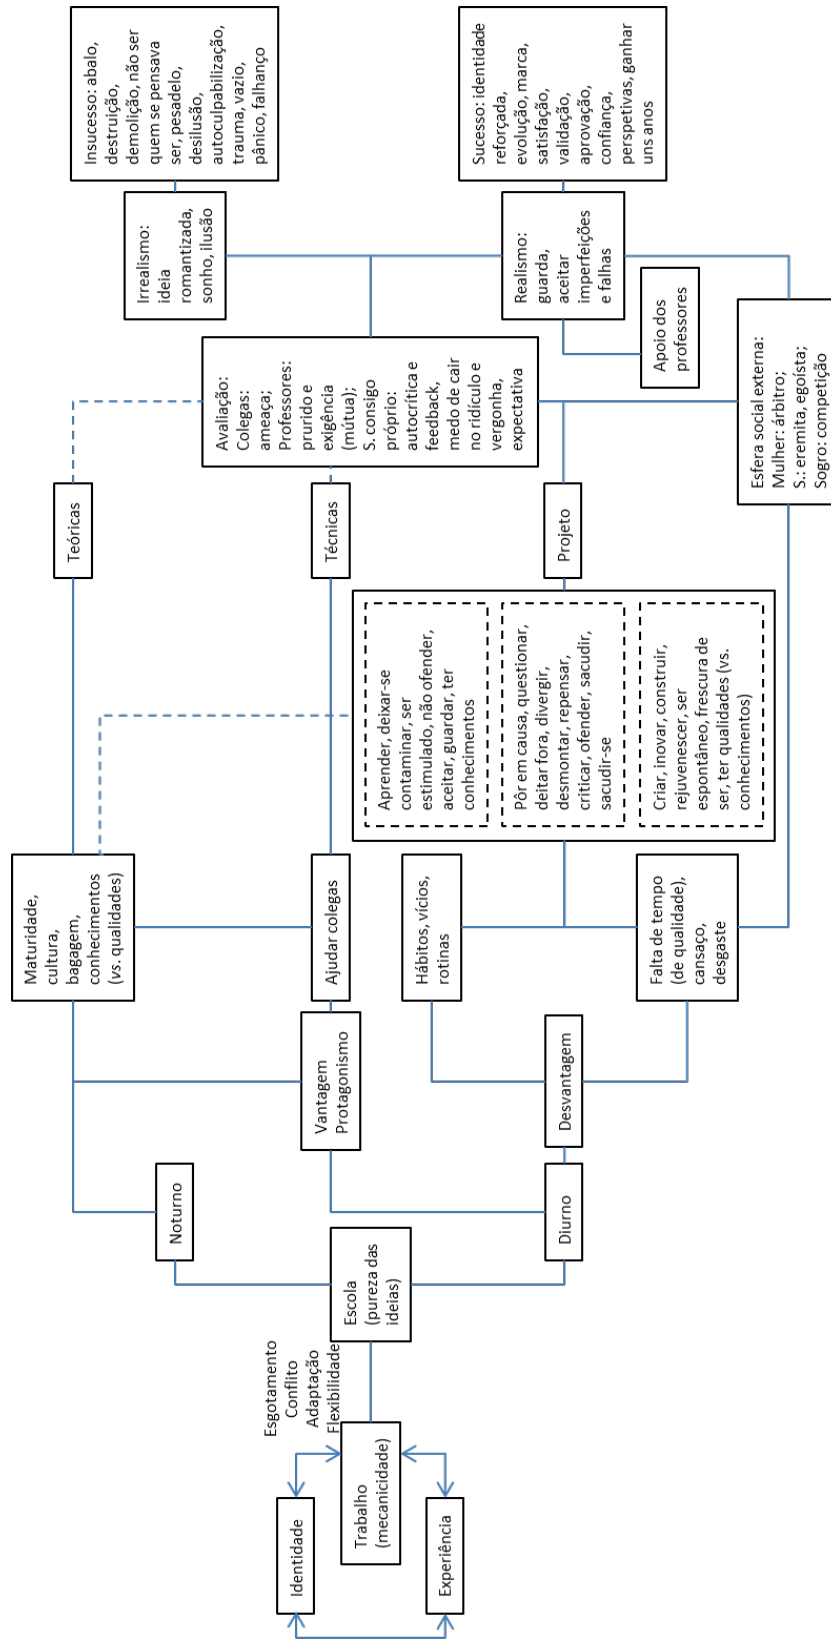 Identidade
Experiência
Trabalho
(mecanicidade)
Esgotamento
Conflito
Adaptação
Flexibilidade
Escola
(pureza das
ideias)
Noturno
Diurno
Vantagem
Protagonismo
Desvantagem
Maturidade,
cultura,
bagagem,
conhecimentos
(vs. qualidades)
Ajudar colegas
Hábitos, vícios,
rotinas
Falta de tempo
(de qualidade),
cansaço,
desgaste
Aprender, deixar-se
contaminar, ser
estimulado, não ofender,
aceitar, guardar, ter
conhecimentos
Pôr em causa, questionar,
deitar fora, divergir,
desmontar, repensar,
criticar, ofender, sacudir,
sacudir-se
Criar, inovar, construir,
rejuvenescer, ser
espontâneo, frescura de
ser, ter qualidades (vs.
conhecimentos)
Teóricas
Técnicas
Projeto
Avaliação:
Colegas:
ameaça;
Professores:
prurido e
exigência
(mútua);
S. consigo
próprio:
autocrítica e
feedback,
medo de cair
no ridículo e
vergonha,
expectativa
Esfera social externa:
Mulher: árbitro;
S.: eremita, egoísta;
Sogro: competição
Apoio dos
professores
Irrealismo:
ideia
romantizada,
sonho, ilusão
Realismo:
guarda,
aceitar
imperfeições
e falhas
Insucesso: abalo,
destruição,
demolição, não ser
quem se pensava
ser, pesadelo,
desilusão,
autoculpabilização,
trauma, vazio,
pânico, falhanço
Sucesso: identidade
reforçada,
evolução, marca,
satisfação,
validação,
aprovação,
confiança,
perspetivas, ganhar
uns anos